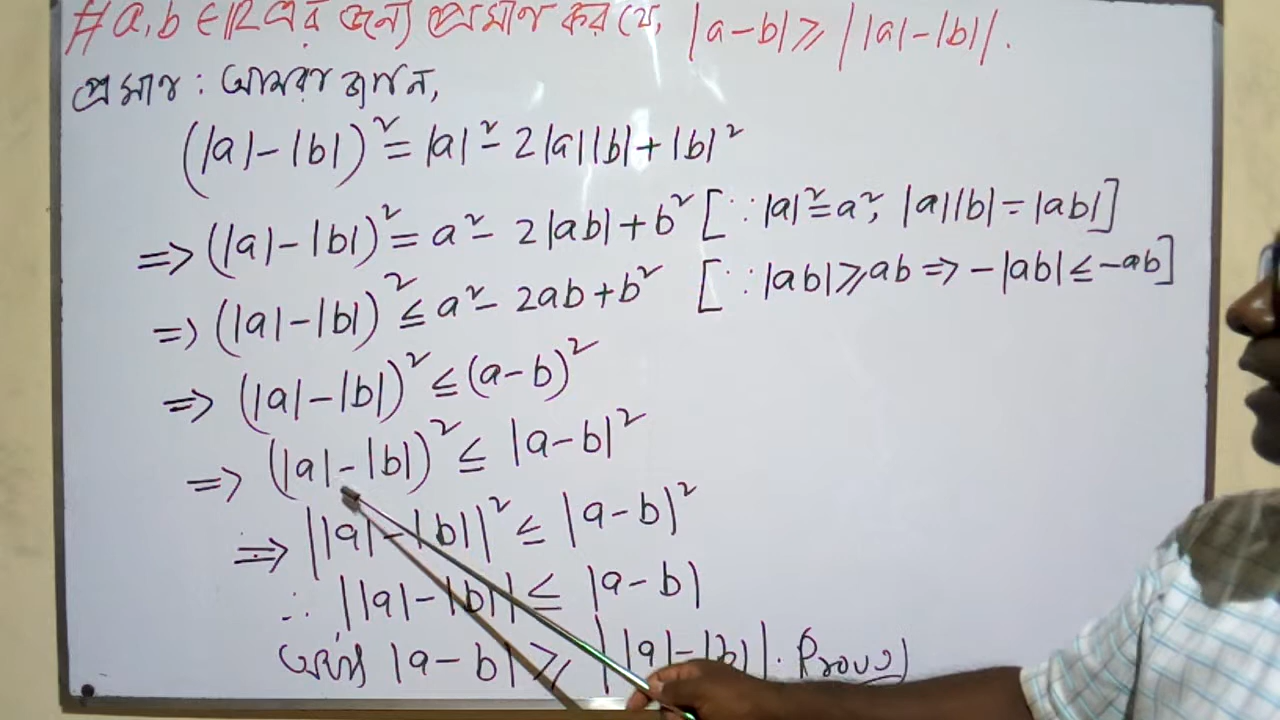 # a,b ∈ ℝ এর জন্য প্রমাণ কর যে, |a-b| ≥ ||a|-|b||.
প্রমাণ : আমরা জানি,
(|a|-|b|)² = |a|² - 2|a||b| + |b|²
=> (|a|-|b|)² = a² - 2|ab| + b² [∵ |a|² = a², |a||b| = |ab|]
=> (|a|-|b|)² ≤ a² - 2ab + b² [∵ |ab| ≥ ab => -|ab| ≤ -ab]
=> (|a|-|b|)² ≤ (a-b)²
=> (|a|-|b|)² ≤ |a-b|²
=> ||a|-|b||² ≤ |a-b|²
∴ ||a|-|b|| ≤ |a-b|
|a-b| ≥ ||a|-|b||. Proved